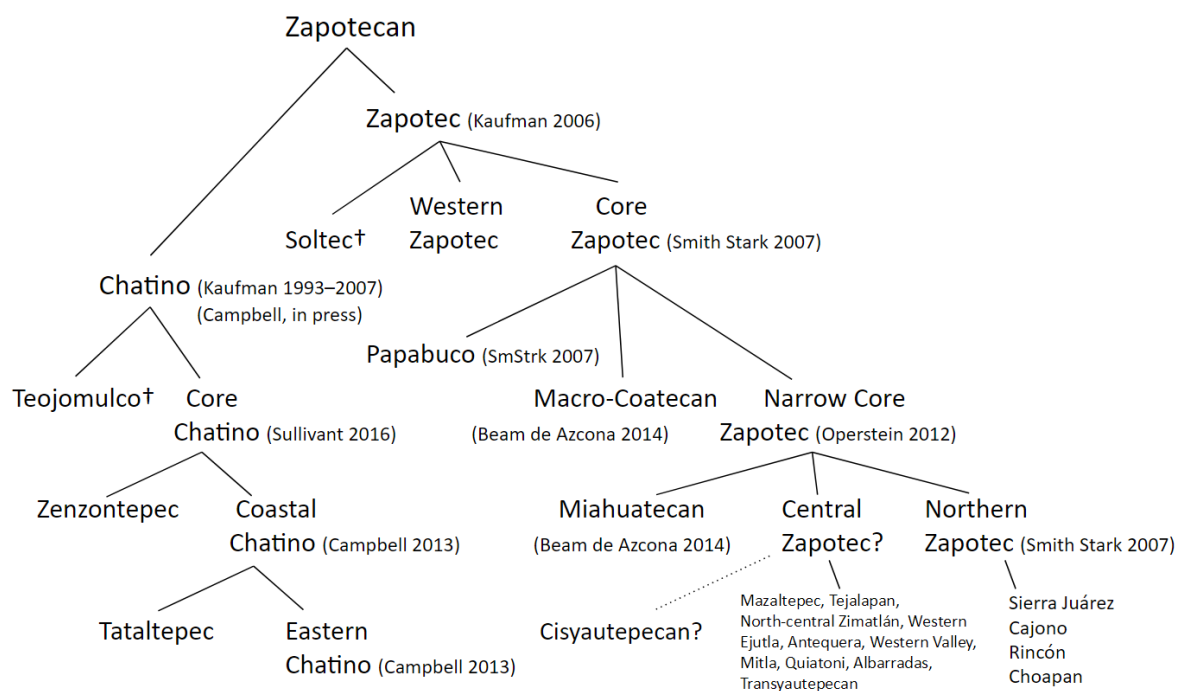 Zapotecan
Zapotec (Kaufman 2006)
Soltec†
Western
Zapotec
Core
Zapotec (Smith Stark 2007)
Chatino (Kaufman 1993–2007)
(Campbell, in press)
Papabuco (SmStrk 2007)
Teojomulco†
Core
Chatino (Sullivant 2016)
Macro-Coatecan
(Beam de Azcona 2014)
Narrow Core
Zapotec (Operstein 2012)
Zenzontepec
Coastal
Chatino (Campbell 2013)
Miahuatecan
(Beam de Azcona 2014)
Central
Zapotec?
Northern
Zapotec (Smith Stark 2007)
Tataltepec
Eastern
Chatino (Campbell 2013)
Cisyautepecan?
Mazaltepec, Tejalapan,
North-central Zimatlán, Western
Ejutla, Antequera, Western Valley,
Mitla, Quiatoni, Albarradas,
Transyautepecan
Sierra Juárez
Cajono
Rincón
Choapan